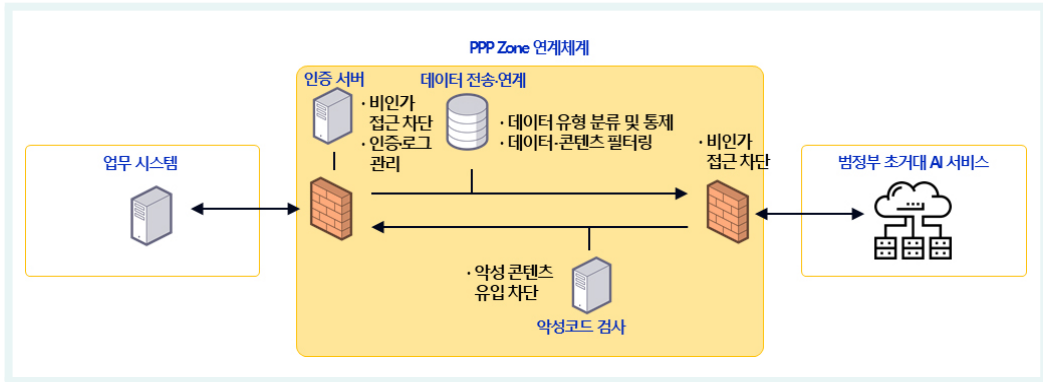 PPP Zone 연계체계
인증 서버
· 비인가
접근 차단
· 인증·로그
관리
데이터 전송·연계
· 데이터 유형 분류 및 통제
· 데이터·콘텐츠 필터링
· 비인가
접근 차단
업무 시스템
범정부 초거대 AI 서비스
· 악성 콘텐츠
유입 차단
악성코드 검사